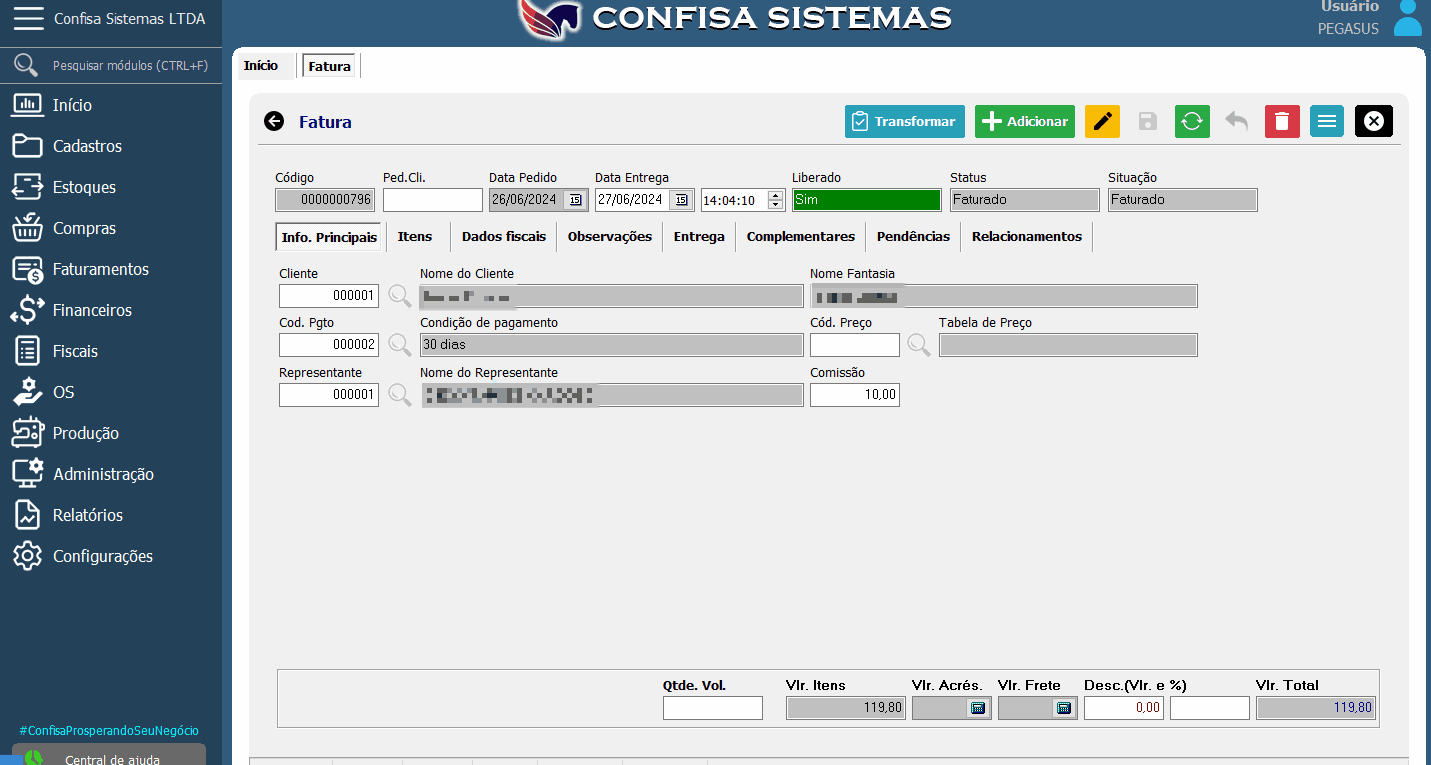 Confisa Sistemas LTDA
CONFISA SISTEMAS
Usuário
PEGASUS
Pesquisar módulos (CTRL+F)
Início
Cadastros
Estoques
Compras
Faturamentos
Financeiros
Fiscais
OS
Produção
Administração
Relatórios
Configurações
#ConfisaProsperandoSeuNegócio
Central de ajuda
Início Fatura
Fatura
Transformar Adicionar
Código Ped.Cli. Data Pedido Data Entrega Liberado Status Situação
0000000796 26/06/2024 15 27/06/2024 15 14:04:10 Sim Faturado Faturado
Info. Principais Itens Dados fiscais Observações Entrega Complementares Pendências Relacionamentos
Cliente Nome do Cliente Nome Fantasia
000001
Cod. Pgto Condição de pagamento Cód. Preço Tabela de Preço
000002 30 dias
Representante Nome do Representante Comissão
000001 10,00
Qtde. Vol. Vlr. Itens Vlr. Acrés. Vlr. Frete Desc.(Vlr. e %) Vlr. Total
119,80 0,00 119,80